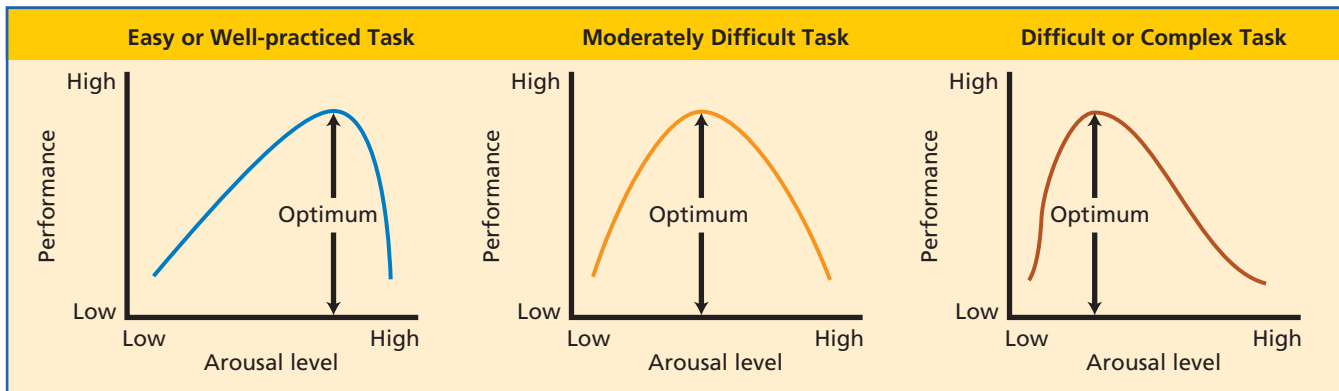 Easy or Well-practiced Task
High
Performance
Optimum
Low
Low
High
Arousal level
Moderately Difficult Task
High
Performance
Optimum
Low
Low
High
Arousal level
Difficult or Complex Task
High
Performance
Optimum
Low
Low
High
Arousal level